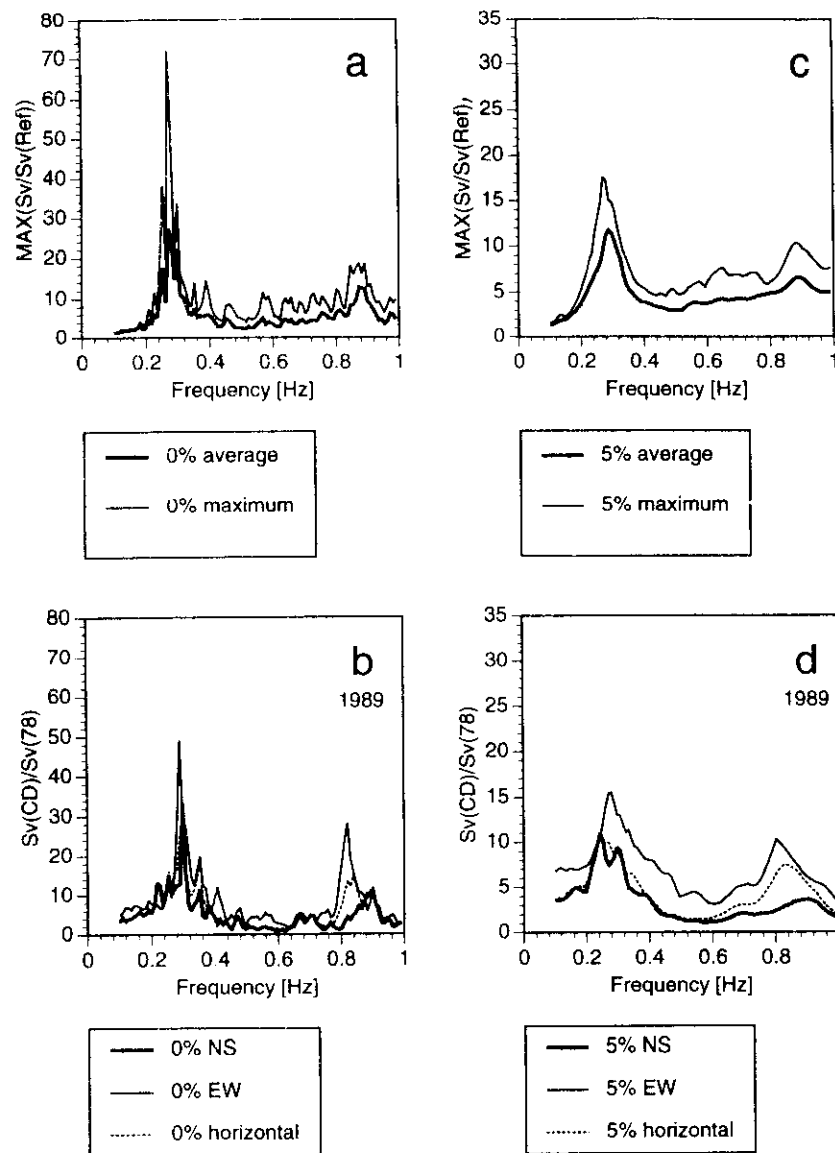 a
MAX(Sv/Sv(Ref))
80
70
60
50
40
30
20
10
0
0 0.2 0.4 0.6 0.8 1
Frequency [Hz]
0% average
0% maximum
c
MAX(Sv/Sv(Ref),
35
30
25
20
15
10
5
0
0 0.2 0.4 0.6 0.8 1
Frequency [Hz]
5% average
5% maximum
b
1989
Sv(CD)/Sv(78)
80
70
60
50
40
30
20
10
0
0 0.2 0.4 0.6 0.8 1
Frequency [Hz]
0% NS
0% EW
0% horizontal
d
1989
Sv(CD)/Sv(78)
35
30
25
20
15
10
5
0
0 0.2 0.4 0.6 0.8 1
Frequency [Hz]
5% NS
5% EW
5% horizontal